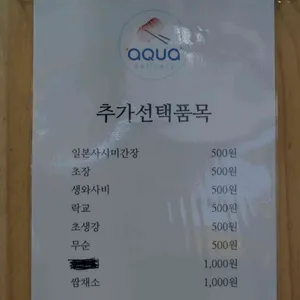 aqua
추가선택품목
일본사시미간장 500원
초장 500원
생와사비 500원
락교 500원
초생강 500원
무순 500원
1,000원
쌈채소 1,000원